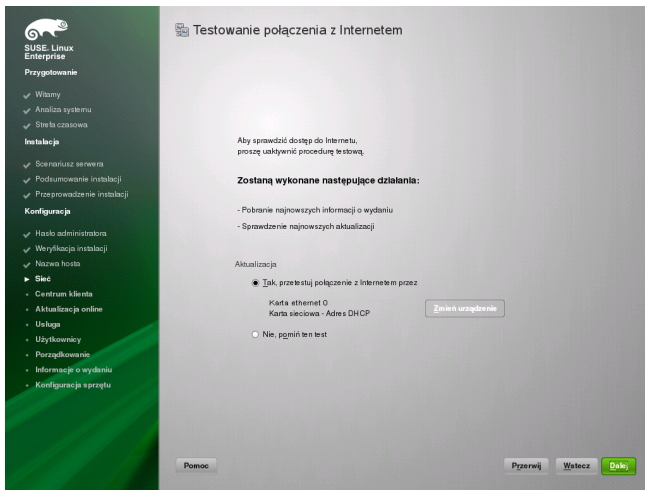 SUSE. Linux
Enterprise
Przygotowanie
Witamy
Analiza systemu
Strefa czasowa
Instalacja
Scenariusz serwera
Podsumowanie instalacji
Przeprowadzenie instalacji
Konfiguracja
Hasło administratora
Weryfikacja instalacji
Nazwa hosta
Sieć
Centrum klienta
Aktualizacja online
Usługa
Użytkownicy
Porządkowanie
Informacje o wydaniu
Konfiguracja sprzętu
Testowanie połączenia z Internetem
Aby sprawdzić dostęp do Internetu,
proszę uaktywnić procedurę testową.
Zostaną wykonane następujące działania:
- Pobranie najnowszych informacji o wydaniu
- Sprawdzenie najnowszych aktualizacji
Aktualizacja
Tak, przetestuj połączenie z Internetem przez
Karta ethernet 0
Karta sieciowa - Adres DHCP
Zmień urządzenie
Nie, pomiń ten test
Pomoc
Przerwij
Wstecz
Dalej